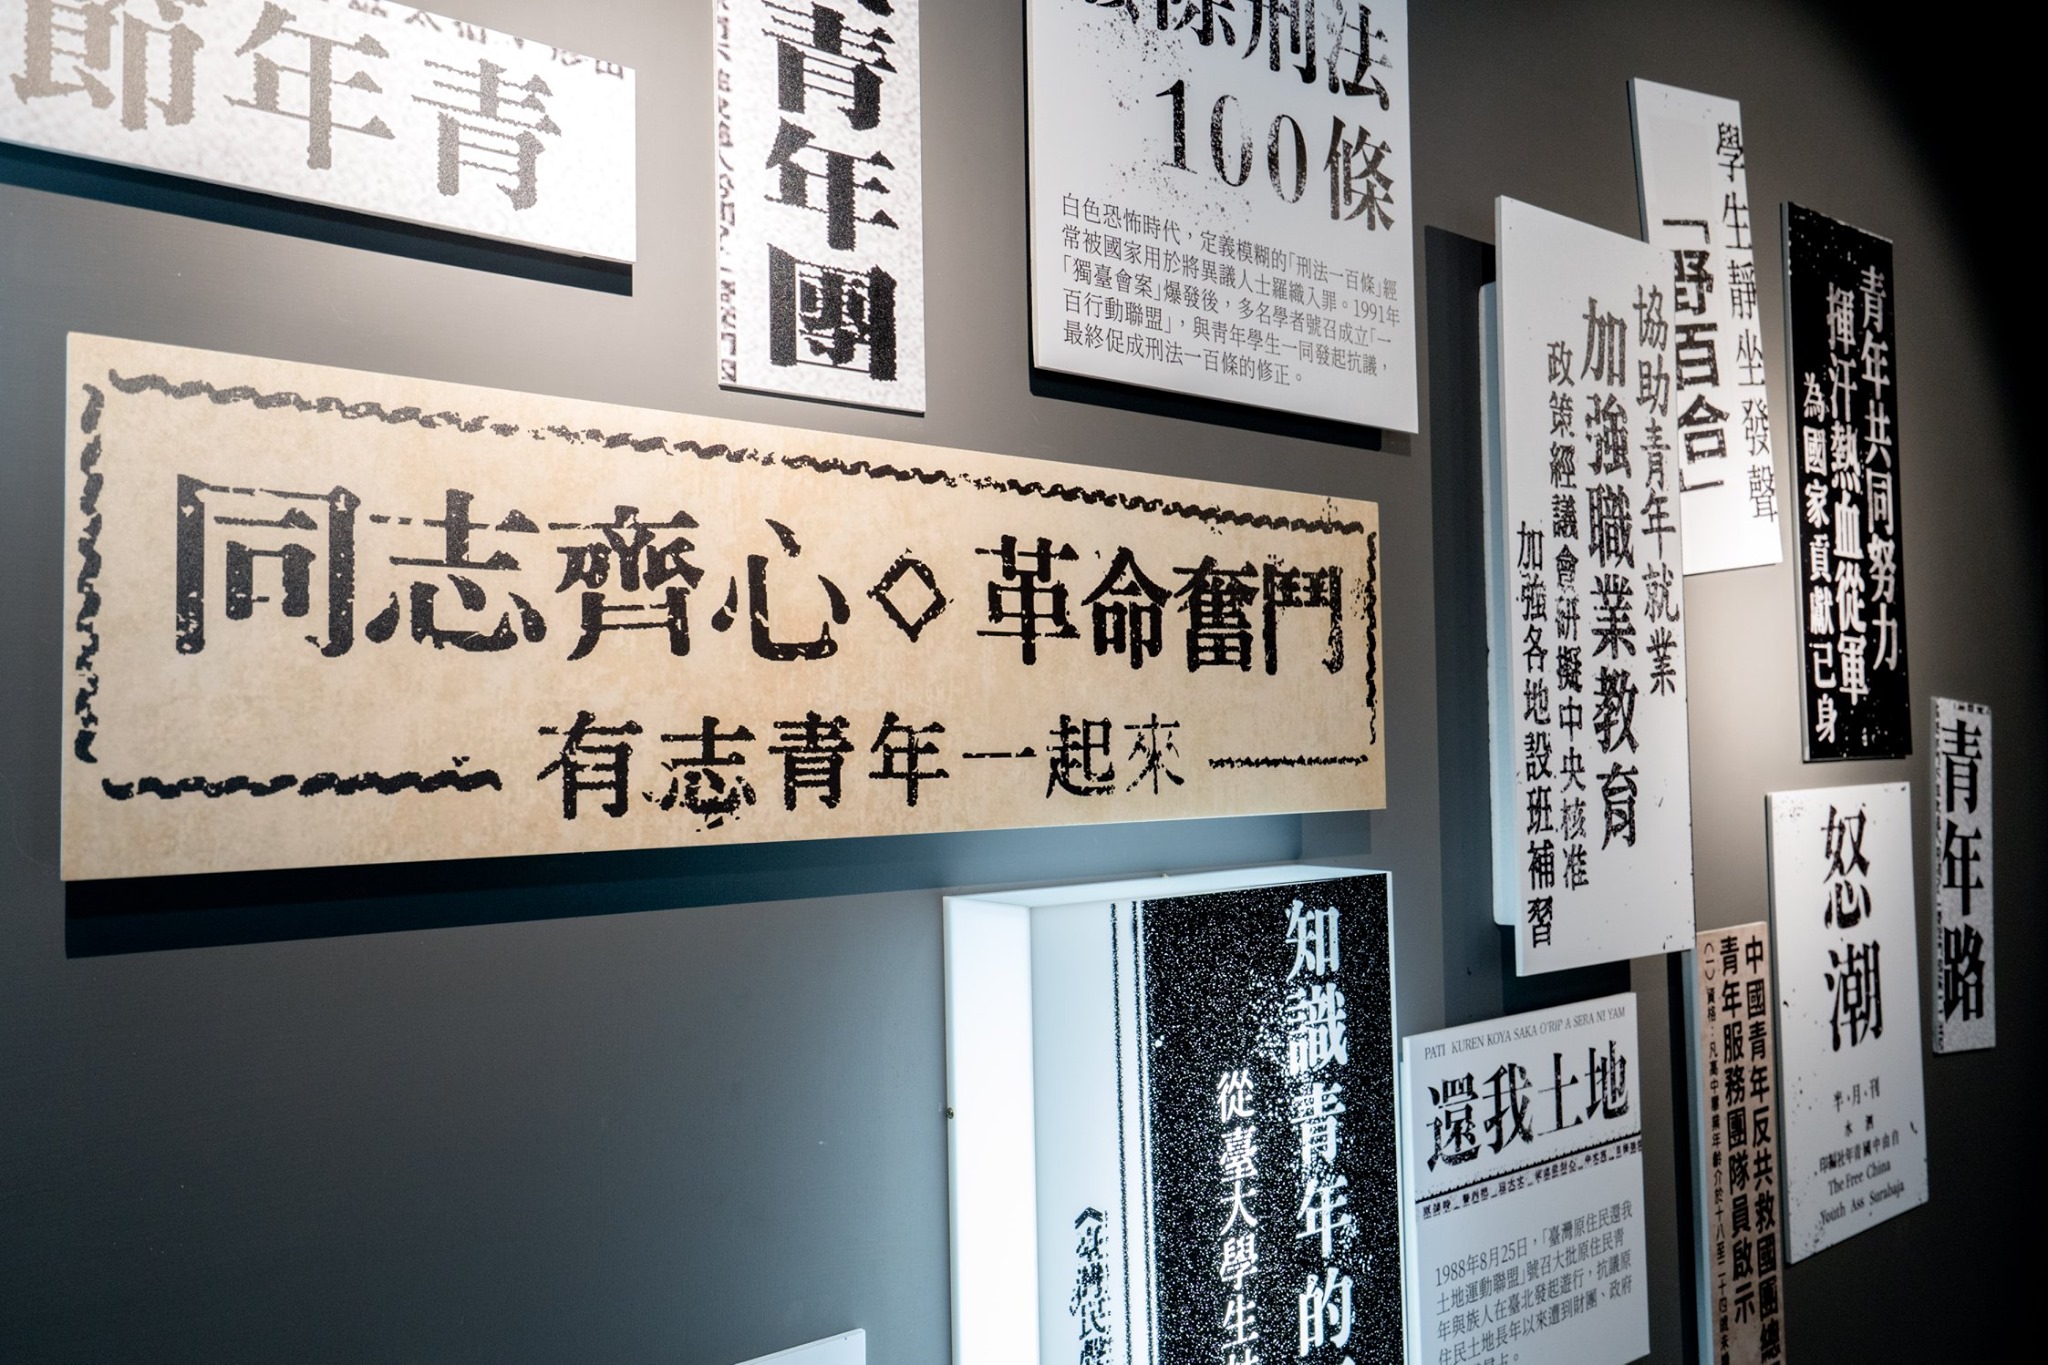 節年青
青年團
刑法
100條
白色恐怖時代，定義模糊的「刑法一百條」經
常被國家用於將異議人士羅織入罪。1991年
「獨臺會案」爆發後，多名學者號召成立「一
百行動聯盟」，與青年學生一同發起抗議，
最終促成刑法一百條的修正。
學生靜坐發聲
「野百合」
青年共同努力
揮汗熱血從軍
為國家貢獻己身
協助青年就業
加強職業教育
政策經議會研擬中央核准
加強各地設班補習
同志齊心◇革命奮鬥
有志青年一起來
青年路
怒潮
半月刊
泗水
自由中國青年社編印
The Free China
Youth Ass Surabaja
中國青年反共救國團總
青年服務團隊員啟示
(一)資格：凡高中畢業年齡介於十八至二十四歲未
知識青年的
從臺大學生
《臺灣民
PATI KUREN KOYA SAKA O'RIP A SERA NI YAM
還我土地
1988年8月25日，「臺灣原住民還我
土地運動聯盟」號召大批原住民青
年與族人在臺北發起遊行，抗議原
住民土地長年以來遭到財團、政府